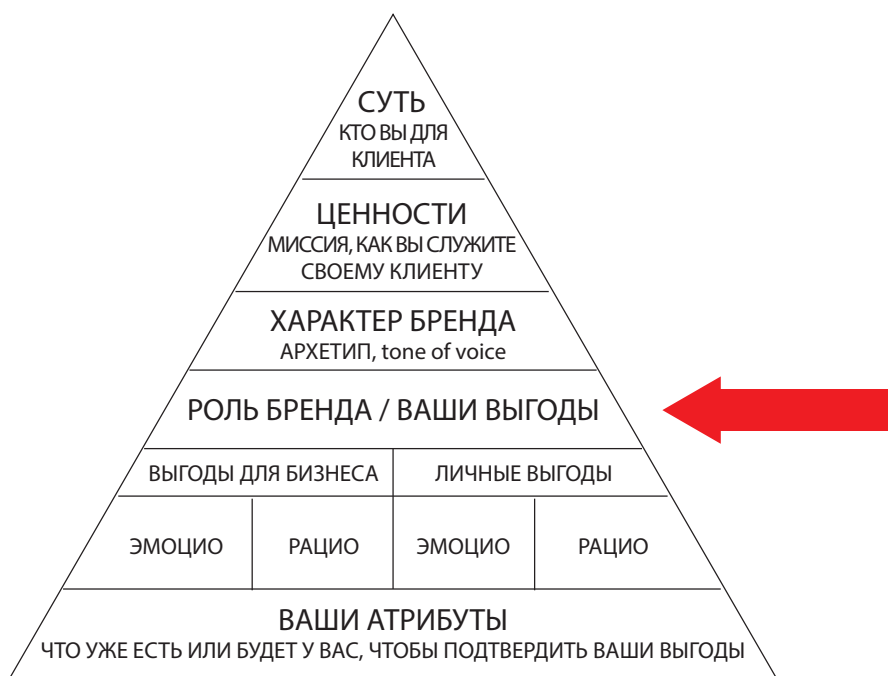 СУТЬ
КТО ВЫ ДЛЯ
КЛИЕНТА
ЦЕННОСТИ
МИССИЯ, КАК ВЫ СЛУЖИТЕ
СВОЕМУ КЛИЕНТУ
ХАРАКТЕР БРЕНДА
АРХЕТИП, tone of voice
РОЛЬ БРЕНДА / ВАШИ ВЫГОДЫ
ВЫГОДЫ ДЛЯ БИЗНЕСА ЛИЧНЫЕ ВЫГОДЫ
ЭМОЦИО РАЦИО ЭМОЦИО РАЦИО
ВАШИ АТРИБУТЫ
ЧТО УЖЕ ЕСТЬ ИЛИ БУДЕТ У ВАС, ЧТОБЫ ПОДТВЕРДИТЬ ВАШИ ВЫГОДЫ